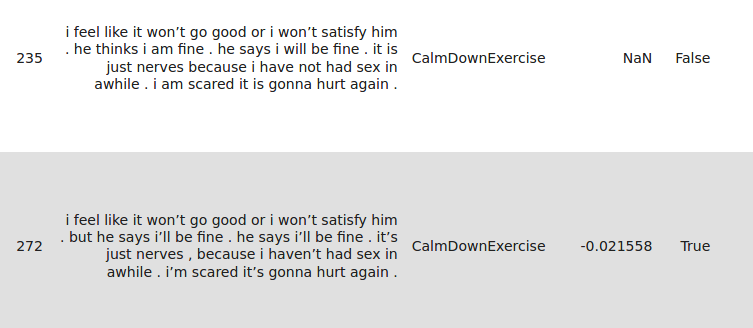 i feel like it won't go good or i won't satisfy him
. he thinks i am fine . he says i will be fine . it is
235 just nerves because i have not had sex in CalmDownExercise NaN False
awhile . i am scared it is gonna hurt again .
i feel like it won’t go good or i won’t satisfy him
. but he says i’ll be fine . he says i’ll be fine . it’s
272 just nerves , because i haven’t had sex in CalmDownExercise -0.021558 True
awhile . i’m scared it’s gonna hurt again .